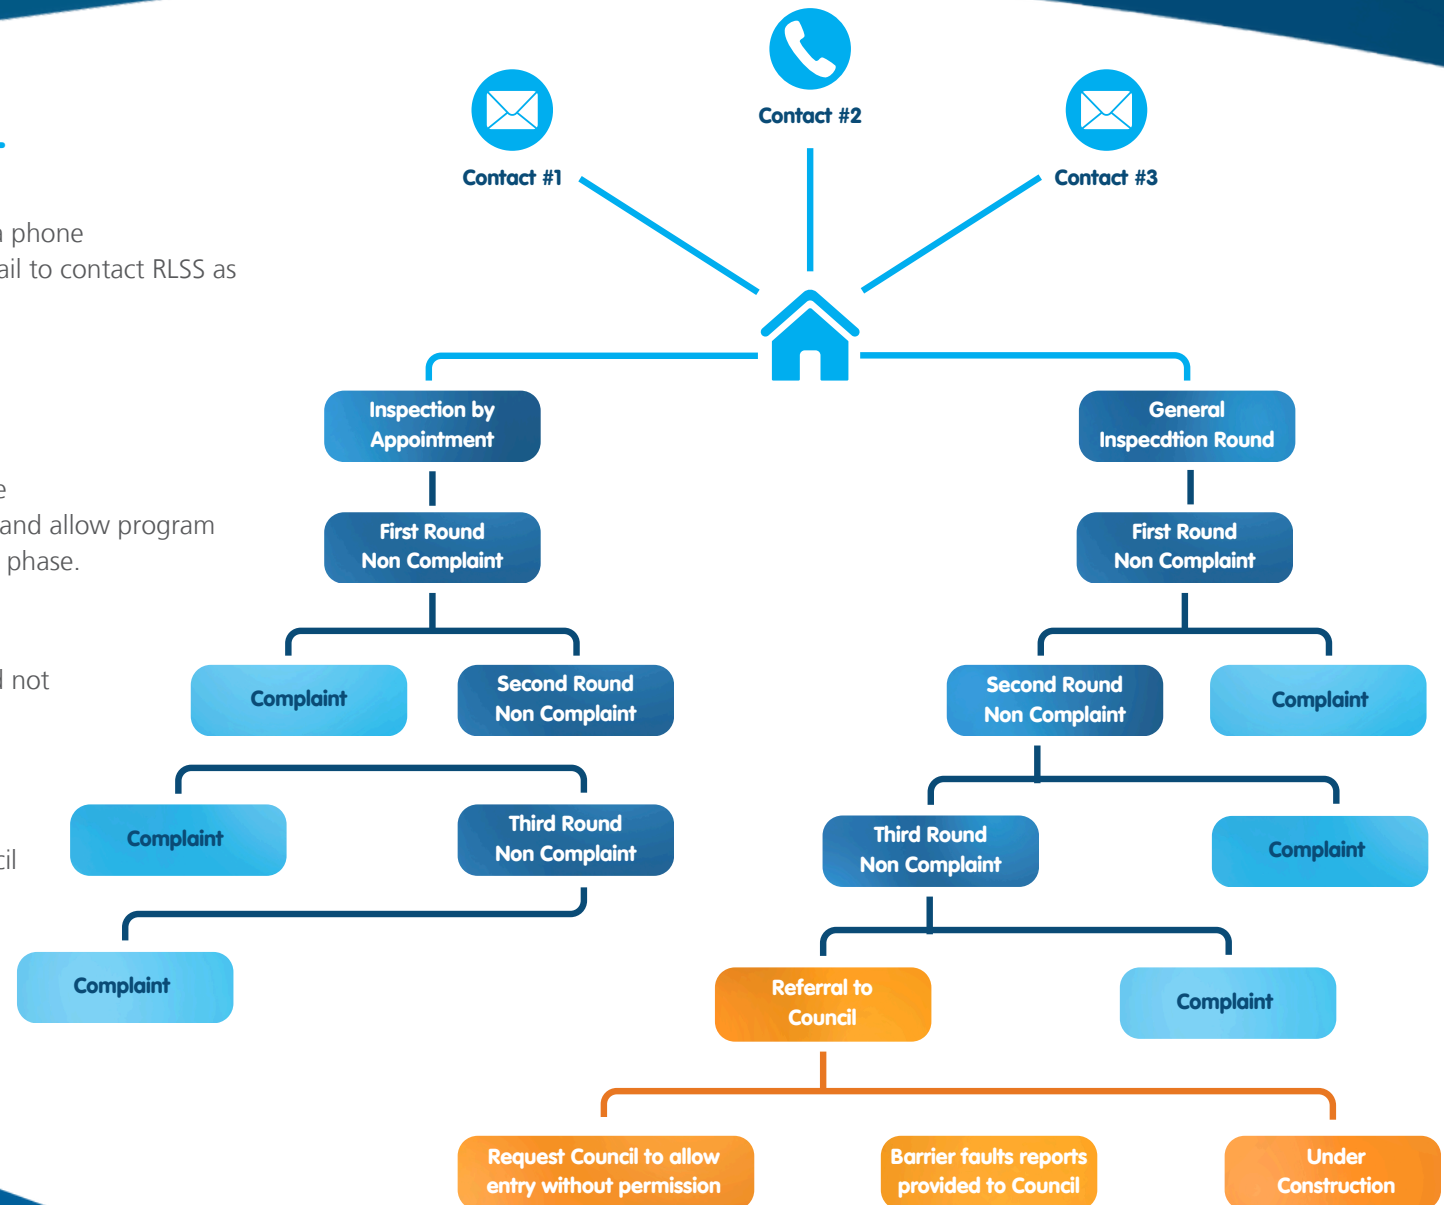 Contact #2
Contact #1
Contact #3
a phone
ail to contact RLSS as
Inspection by
Appointment
General
Inspecdtion Round
e
and allow program
phase.
First Round
Non Complaint
First Round
Non Complaint
d not
Complaint
Second Round
Non Complaint
Second Round
Non Complaint
Complaint
cil
Complaint
Third Round
Non Complaint
Third Round
Non Complaint
Complaint
Complaint
Referral to
Council
Complaint
Request Council to allow
entry without permission
Barrier faults reports
provided to Council
Under
Construction